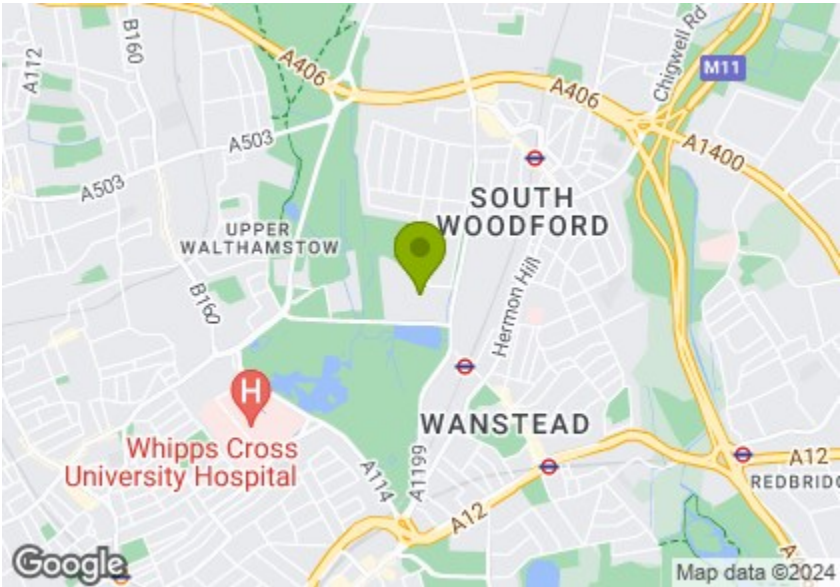 A112
B160
A406
A503
A503
A406
Chigwell Rd
M11
A1400
SOUTH
WOODFORD
UPPER
WALTHAMSTOW
B160
Hermon Hill
H
Whipps Cross
University Hospital
WANSTEAD
A114
A1199
A12
A12
REDBRIDG
A
Google
Map data ©2024